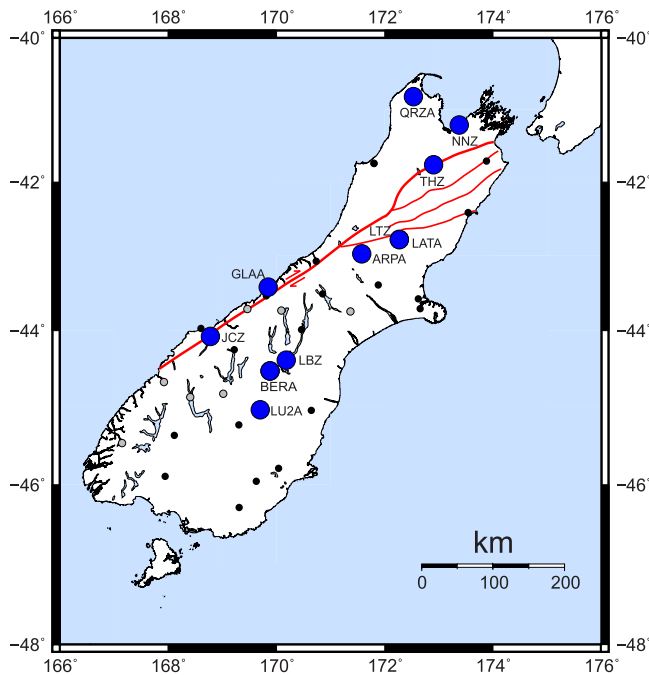 166˚ 168 170 172 174 176˚
−40˚ −40˚
QRZA
NNZ
THZ
−42 −42
LTZ
LATA
ARPA
GLAA
−44 −44
JCZ
LBZ
BERA
LU2A
−46 −46
km
0 100 200
−48˚ −48˚
166˚ 168 170 172 174 176˚